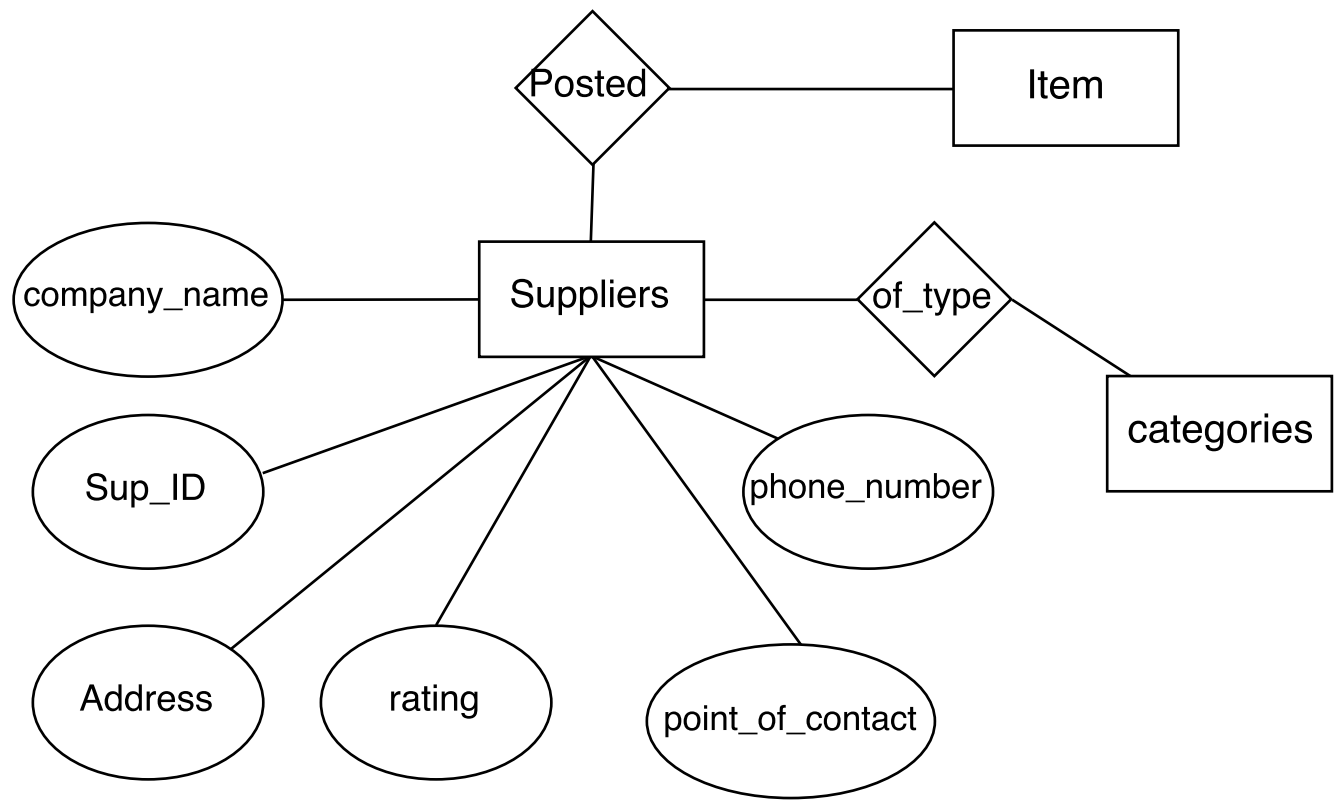 Posted
Item
company_name
Suppliers
of_type
categories
Sup_ID
phone_number
Address
rating
point_of_contact